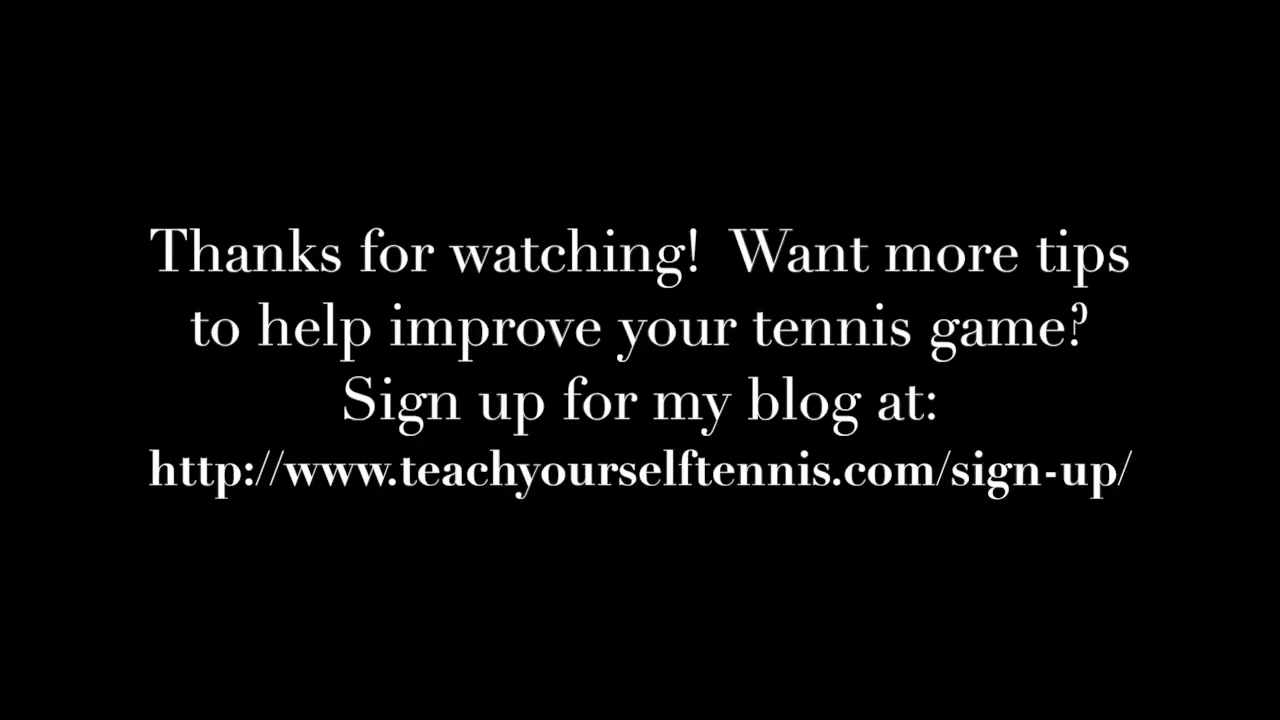 Thanks for watching!  Want more tips
to help improve your tennis game?
Sign up for my blog at:
http://www.teachyourselftennis.com/sign-up/